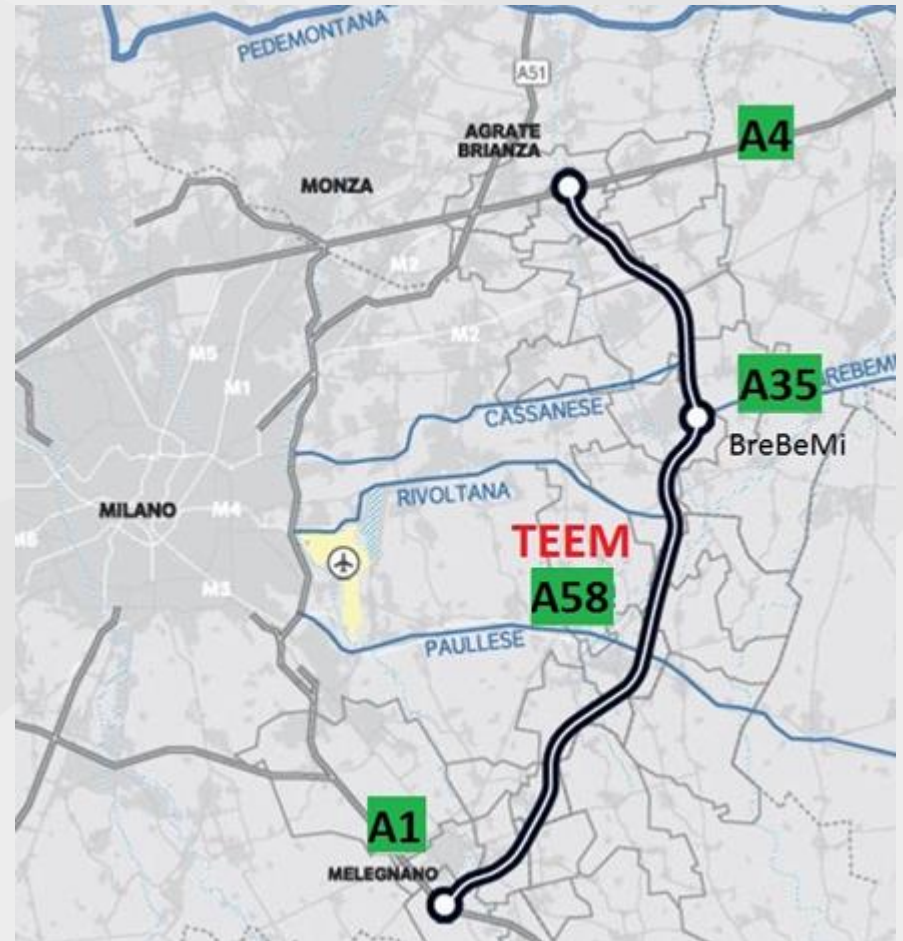 PEDEMONTANA
A51
AGRATE
BRIANZA
A4
MONZA
M2
M2
M5
M1
A35
REBEMI
BreBeMi
CASSANESE
RIVOLTANA
MILANO
M4
TEEM
A58
M3
PAULLESE
A1
MELEGNANO